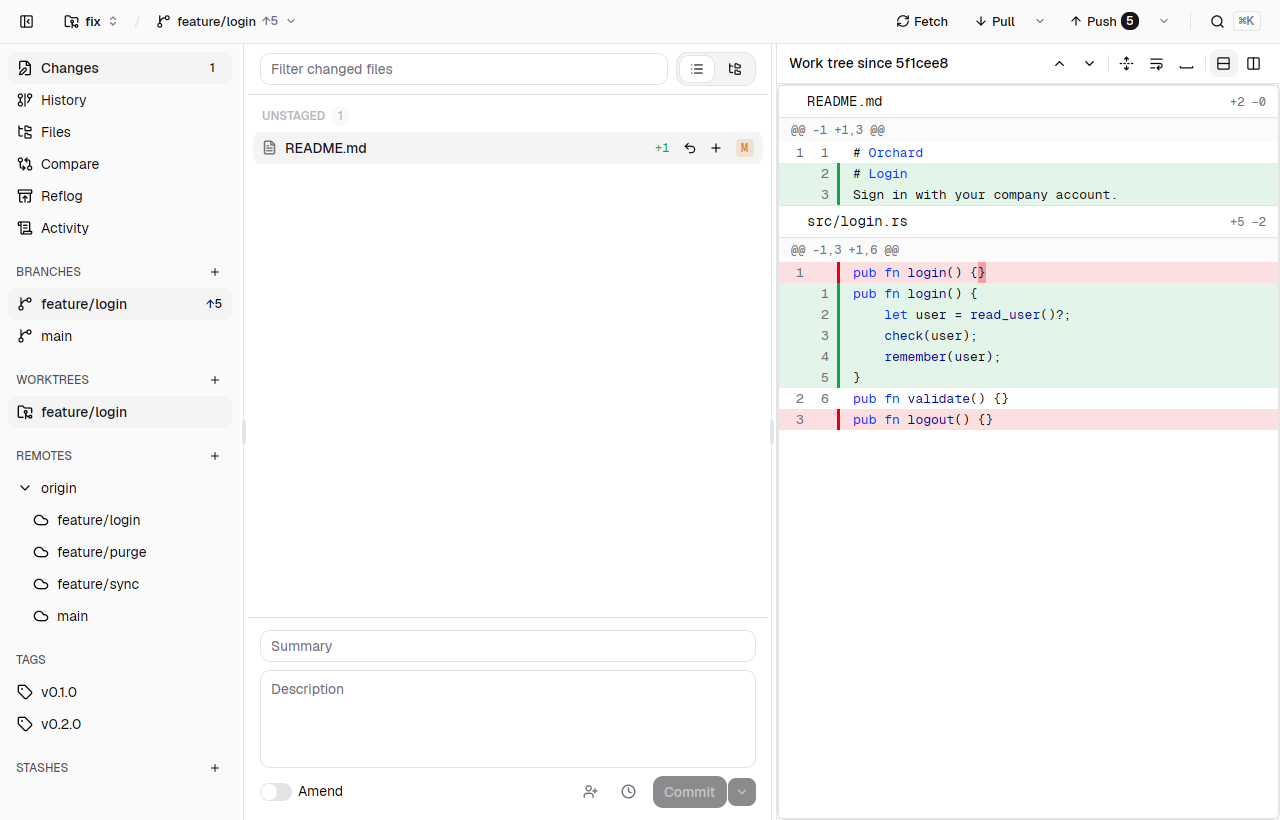 fix / feature/login ↑5 Fetch Pull Push 5 ⌘K
Changes 1
History
Files
Compare
Reflog
Activity
BRANCHES
feature/login ↑5
main
WORKTREES
feature/login
REMOTES
origin
feature/login
feature/purge
feature/sync
main
TAGS
v0.1.0
v0.2.0
STASHES
Filter changed files
UNSTAGED 1
README.md +1 M
Summary
Description
Amend Commit
Work tree since 5f1cee8
README.md +2 −0
@@ -1 +1,3 @@
1 1 # Orchard
2 # Login
3 Sign in with your company account.
src/login.rs +5 −2
@@ -1,3 +1,6 @@
1 pub fn login() {}
1 pub fn login() {
2 let user = read_user()?;
3 check(user);
4 remember(user);
5 }
2 6 pub fn validate() {}
3 pub fn logout() {}